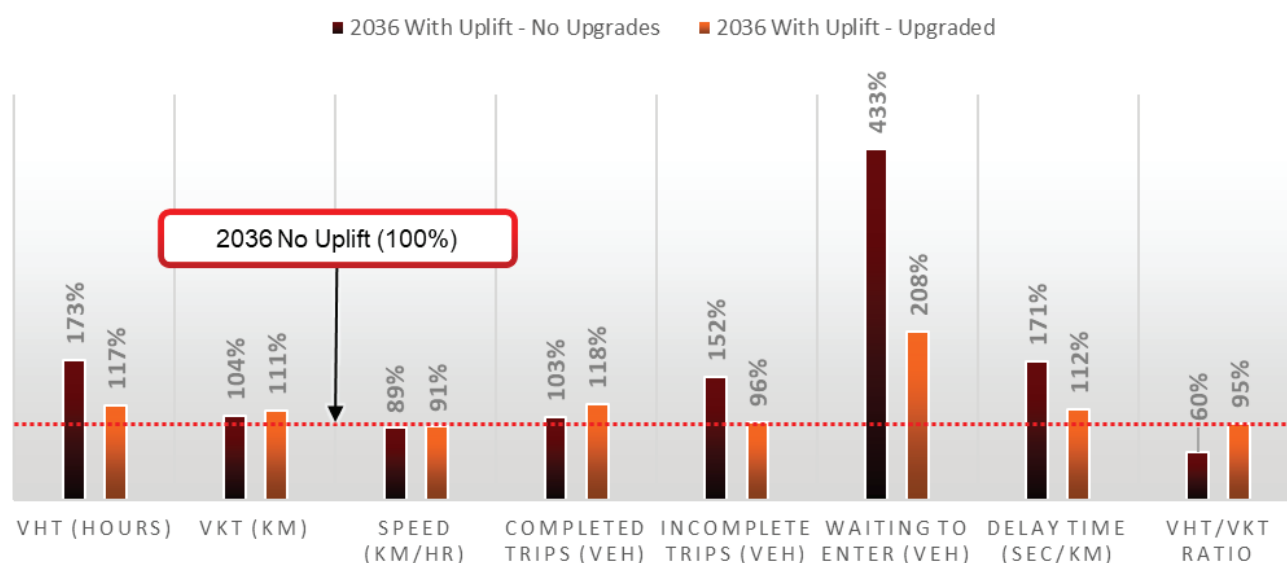 2036 With Uplift - No Upgrades 2036 With Uplift - Upgraded
2036 No Uplift (100%)
173% 117% 104% 111% 89% 91% 103% 118% 152% 96% 433% 208% 171% 112% 60% 95%
VHT (HOURS)
VKT (KM)
SPEED
(KM/HR)
COMPLETED
TRIPS (VEH)
INCOMPLETE
TRIPS (VEH)
WAITING TO
ENTER (VEH)
DELAY TIME
(SEC/KM)
VHT/VKT
RATIO